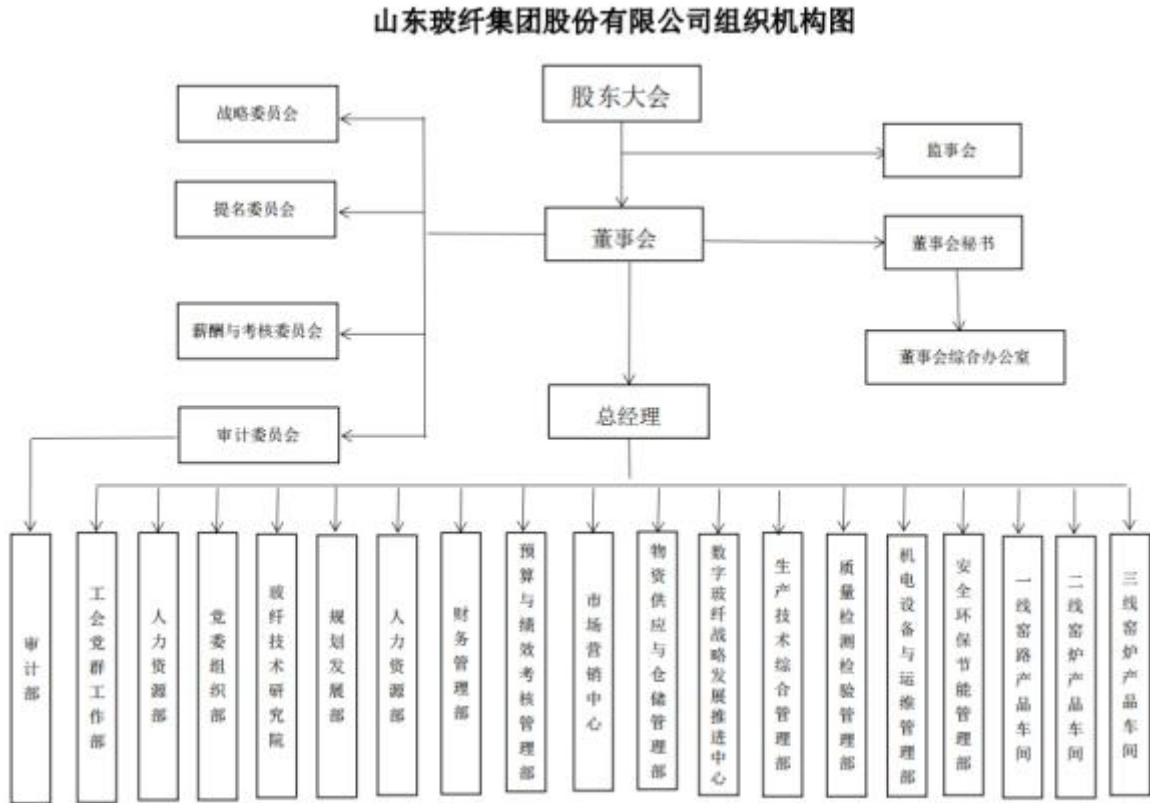 山东玻纤集团股份有限公司组织机构图
股东大会
战略委员会
监事会
提名委员会
董事会
董事会秘书
薪酬与考核委员会
董事会综合办公室
总经理
审计委员会
审计部
工会党群工作部
人力资源部
党委组织部
玻纤技术研究院
规划发展部
人力资源部
财务管理部
预算与绩效考核管理部
市场营销中心
物资供应与仓储管理部
数字玻纤战略发展推进中心
生产技术综合管理部
质量检测检验管理部
机电设备与运维管理部
安全环保节能管理部
一线窑路产品车间
二线窑炉产品车间
三线窑炉产品车间